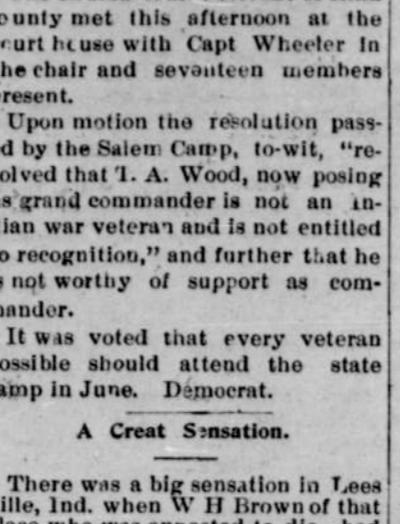 ounty met this afternoon at the
urt house with Capt Wheeler in
he chair and seventeen members
resent.
Upon motion the resolution pass-
d by the Salem Camp, to-wit, "re-
olved that T. A. Wood, now posing
s grand commander is not an in-
ian war veteran and is not entitled
o recognition," and further that he
s not worthy of support as com-
ander.
It was voted that every veteran
ossible should attend the state
amp in June. Democrat.
A Creat Sensation.
There was a big sensation in Lees
ille, Ind. when W H Brown of that